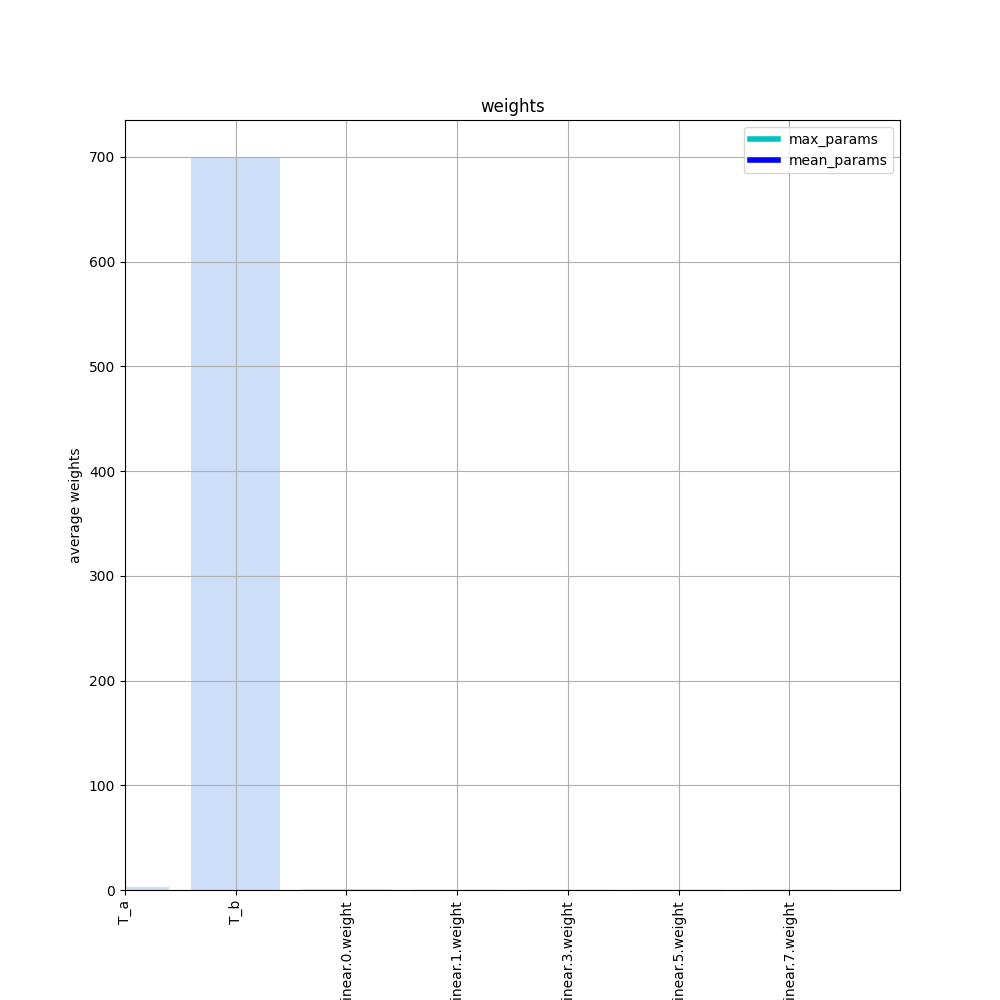 weights
max_params
mean_params
700
600
500
400
300
200
100
0
average weights
T_a
T_b
inear.0.weight
inear.1.weight
inear.3.weight
inear.5.weight
inear.7.weight